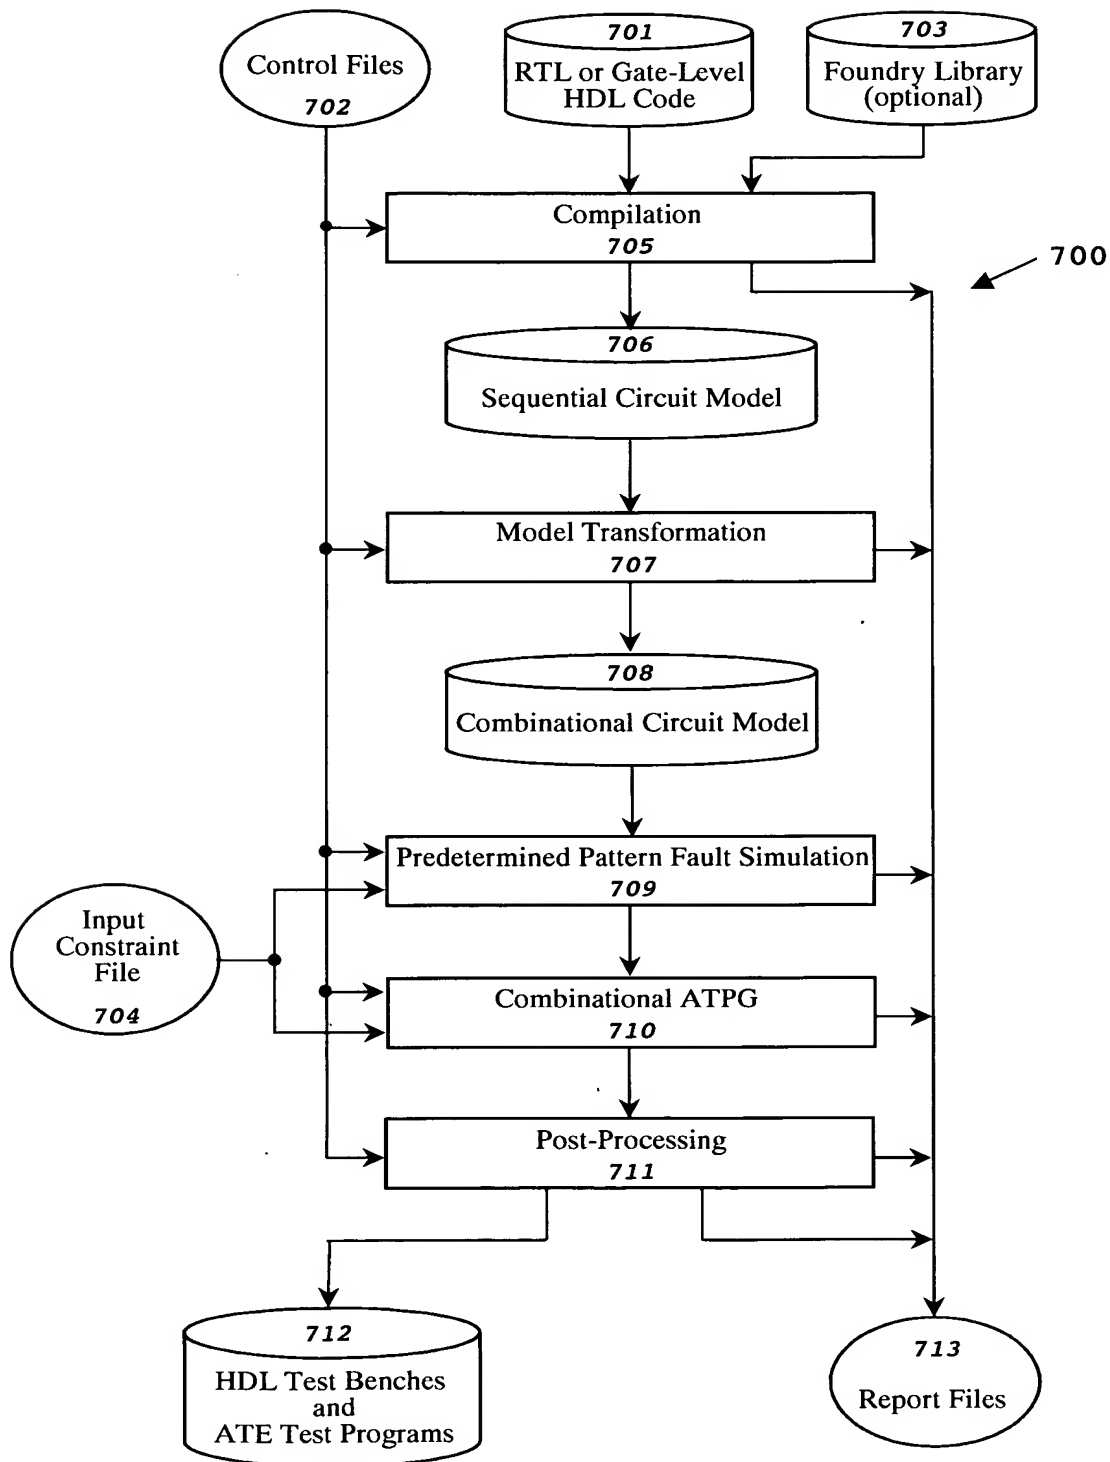 Control Files
702
701
RTL or Gate-Level
HDL Code
703
Foundry Library
(optional)
Compilation
705
700
706
Sequential Circuit Model
Model Transformation
707
708
Combinational Circuit Model
Predetermined Pattern Fault Simulation
709
Input
Constraint
File
704
Combinational ATPG
710
Post-Processing
711
712
HDL Test Benches
and
ATE Test Programs
713
Report Files